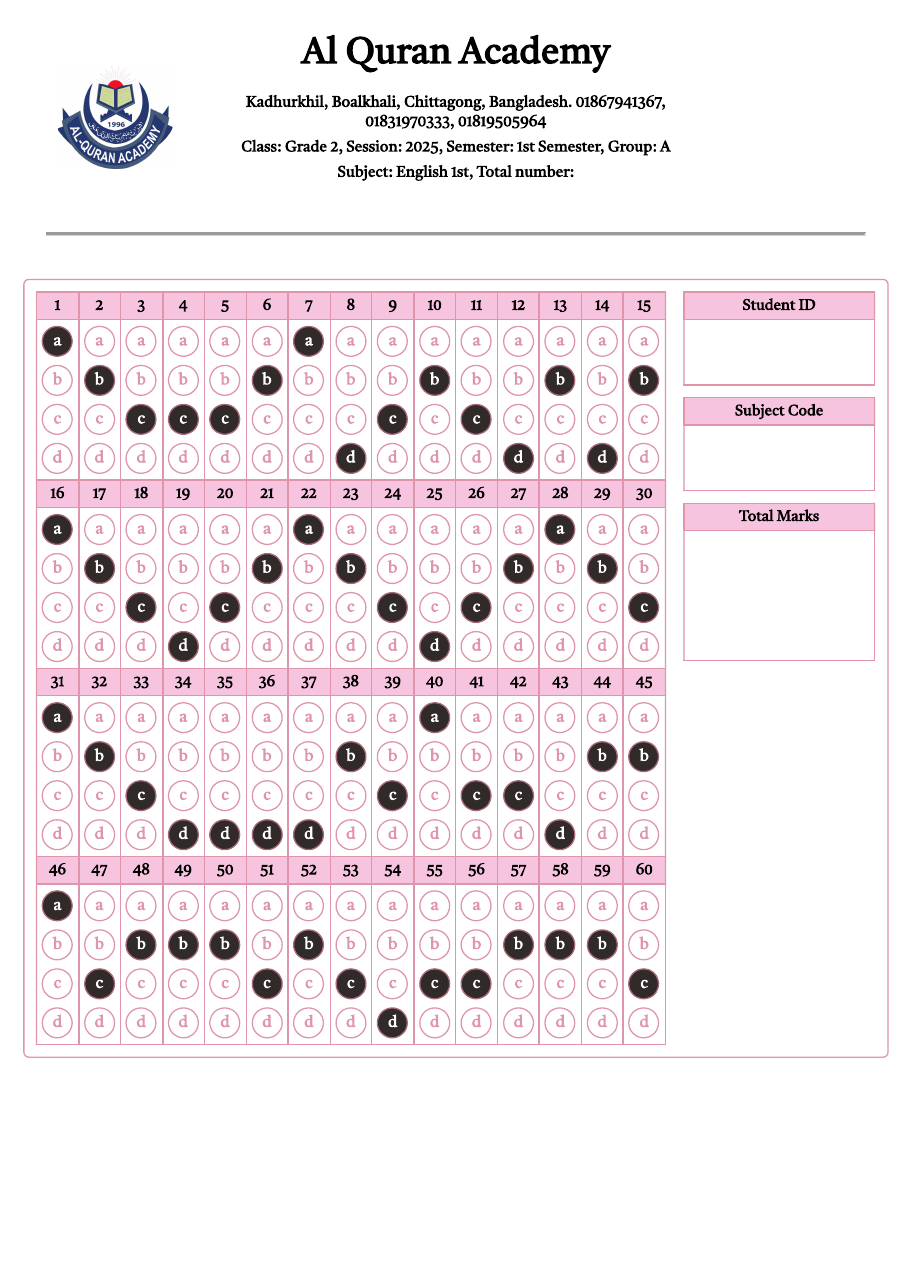 Al Quran Academy
Kadhurkhil, Boalkhali, Chittagong, Bangladesh. 01867941367,
01831970333, 01819505964
Class: Grade 2, Session: 2025, Semester: 1st Semester, Group: A
Subject: English 1st, Total number:
1996
AL-QURAN ACADEMY
1 2 3 4 5 6 7 8 9 10 11 12 13 14 15
a a a a a a a a a a a a a a a
b b b b b b b b b b b b b b b
c c c c c c c c c c c c c c c
d d d d d d d d d d d d d d d
16 17 18 19 20 21 22 23 24 25 26 27 28 29 30
a a a a a a a a a a a a a a a
b b b b b b b b b b b b b b b
c c c c c c c c c c c c c c c
d d d d d d d d d d d d d d d
31 32 33 34 35 36 37 38 39 40 41 42 43 44 45
a a a a a a a a a a a a a a a
b b b b b b b b b b b b b b b
c c c c c c c c c c c c c c c
d d d d d d d d d d d d d d d
46 47 48 49 50 51 52 53 54 55 56 57 58 59 60
a a a a a a a a a a a a a a a
b b b b b b b b b b b b b b b
c c c c c c c c c c c c c c c
d d d d d d d d d d d d d d d
Student ID
Subject Code
Total Marks